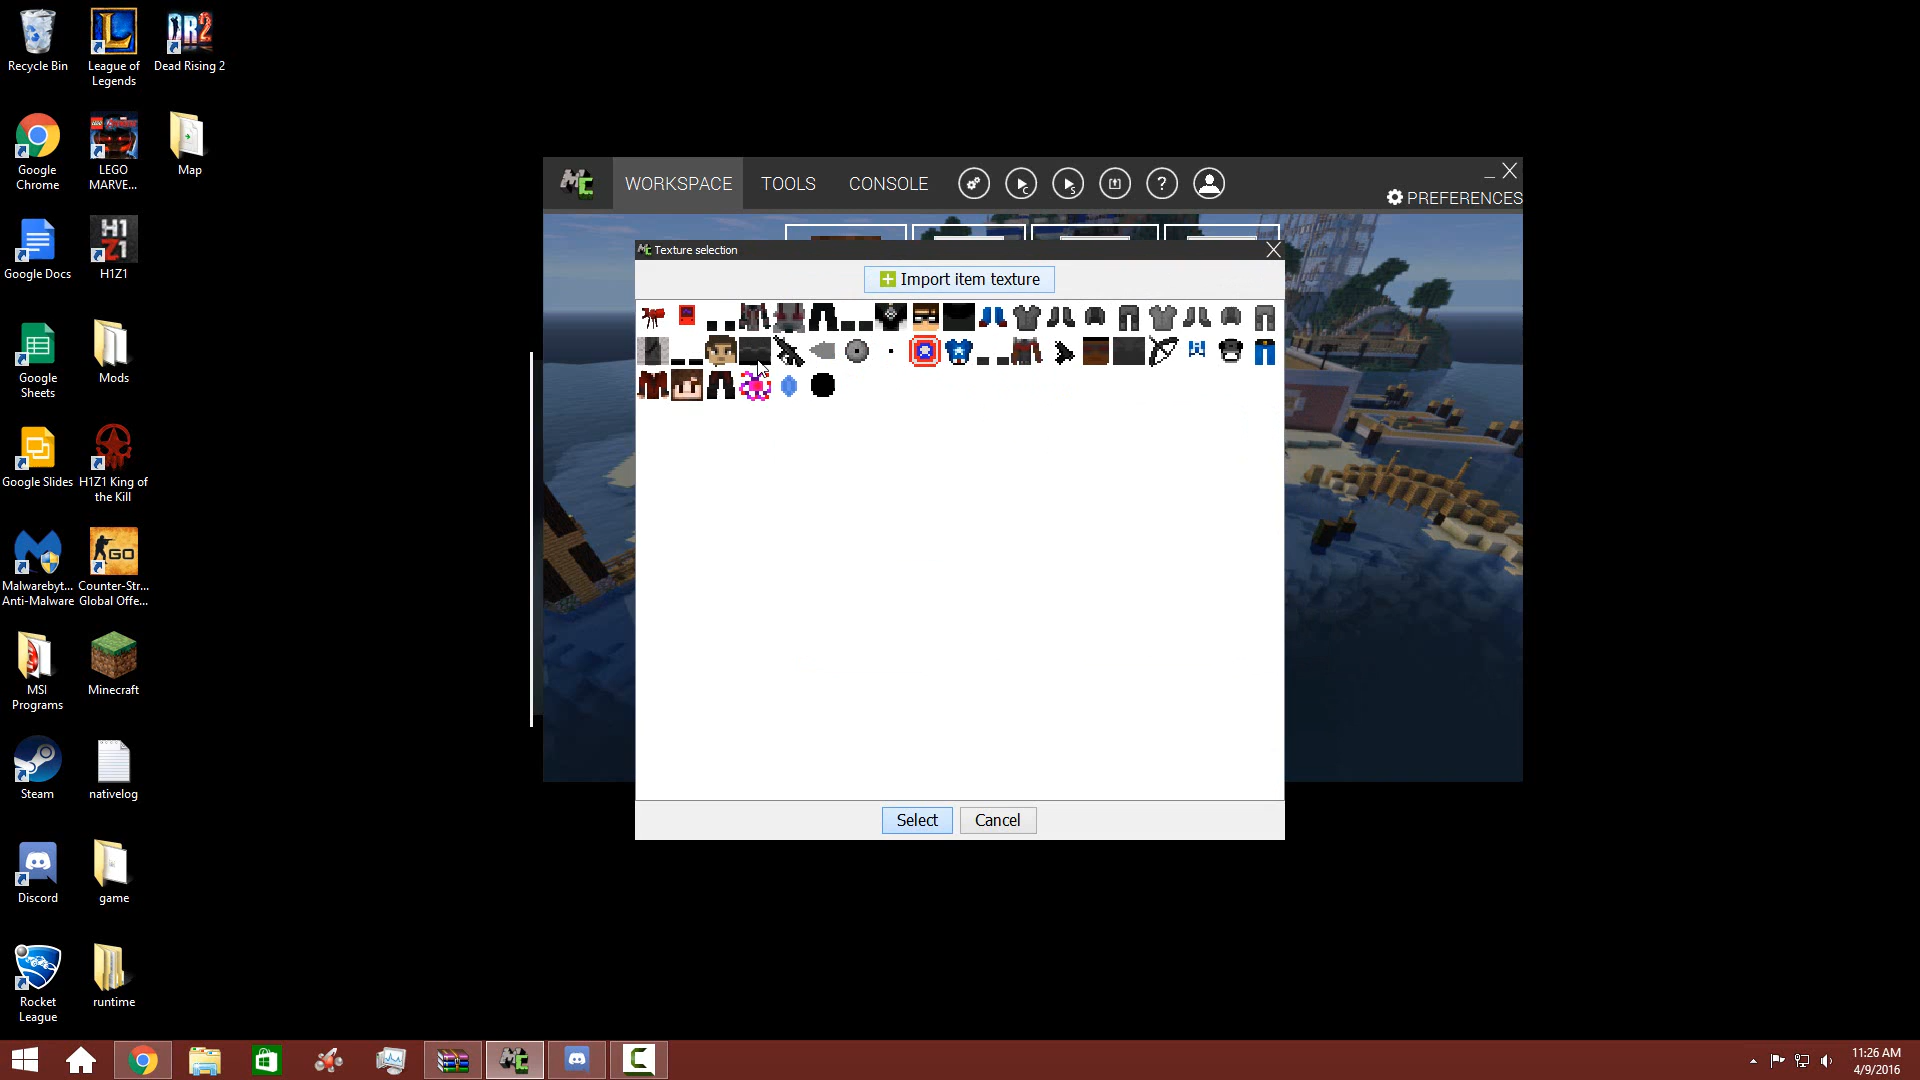 Recycle Bin
League of
Legends
Dead Rising 2
Google
Chrome
LEGO
MARVE...
Map
Google Docs
H1Z1
Google
Sheets
Mods
Google Slides
H1Z1 King of
the Kill
Malwarebyt...
Anti-Malware
Counter-Str...
Global Offe...
MSI
Programs
Minecraft
Steam
nativelog
Discord
game
Rocket
League
runtime
WORKSPACE
TOOLS
CONSOLE
PREFERENCES
Texture selection
Import item texture
Select
Cancel
11:26 AM
4/9/2016